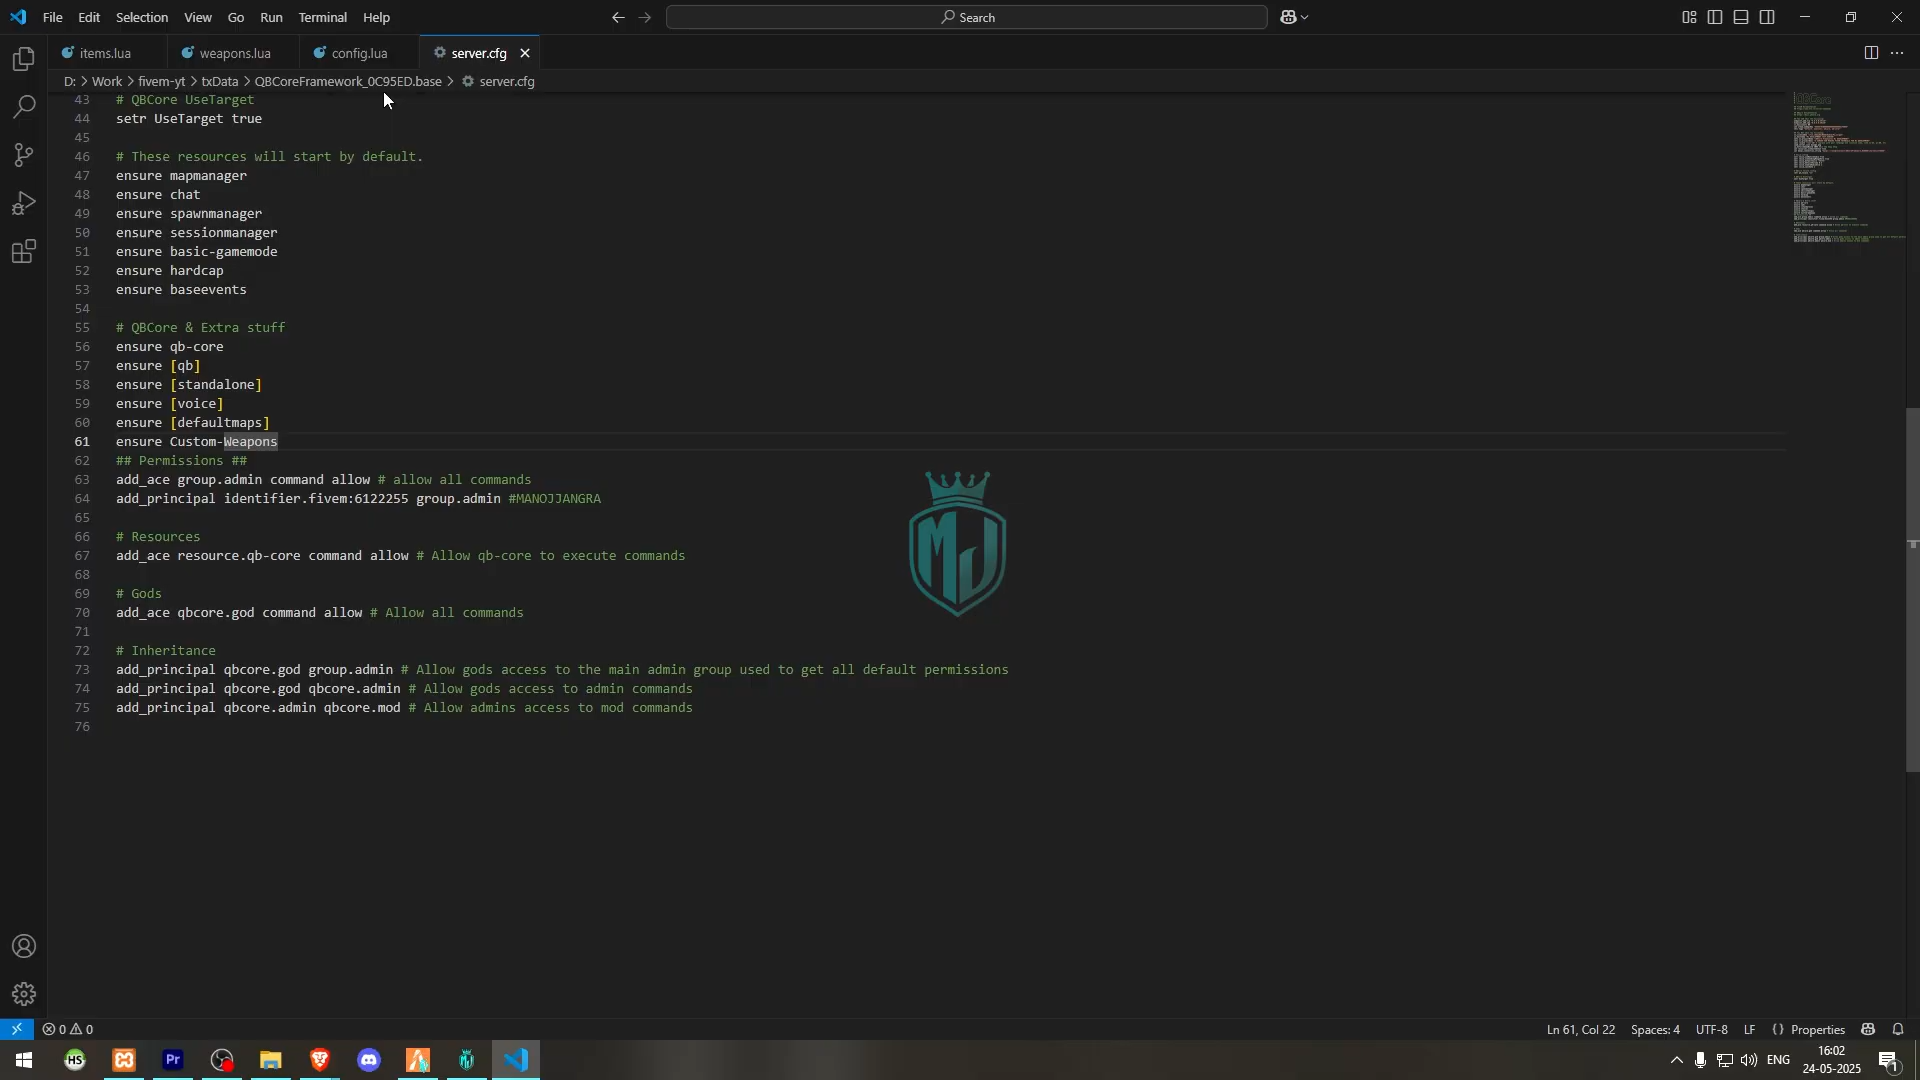 File Edit Selection View Go Run Terminal Help
Search
items.lua
weapons.lua
config.lua
server.cfg
D: > Work > fivem-yt > txData > QBCoreFramework_0C95ED.base > server.cfg
43 # QBCore UseTarget
44 setr UseTarget true
45
46 # These resources will start by default.
47 ensure mapmanager
48 ensure chat
49 ensure spawnmanager
50 ensure sessionmanager
51 ensure basic-gamemode
52 ensure hardcap
53 ensure baseevents
54
55 # QBCore & Extra stuff
56 ensure qb-core
57 ensure [qb]
58 ensure [standalone]
59 ensure [voice]
60 ensure [defaultmaps]
61 ensure Custom-Weapons
62 ## Permissions ##
63 add_ace group.admin command allow # allow all commands
64 add_principal identifier.fivem:6122255 group.admin #MANOJJANGRA
65
66 # Resources
67 add_ace resource.qb-core command allow # Allow qb-core to execute commands
68
69 # Gods
70 add_ace qbcore.god command allow # Allow all commands
71
72 # Inheritance
73 add_principal qbcore.god group.admin # Allow gods access to the main admin group used to get all default permissions
74 add_principal qbcore.god qbcore.admin # Allow gods access to admin commands
75 add_principal qbcore.admin qbcore.mod # Allow admins access to mod commands
76
MJ
0 0
Ln 61, Col 22 Spaces: 4 UTF-8 LF {} Properties
HS
Pr
ENG
16:02
24-05-2025
1